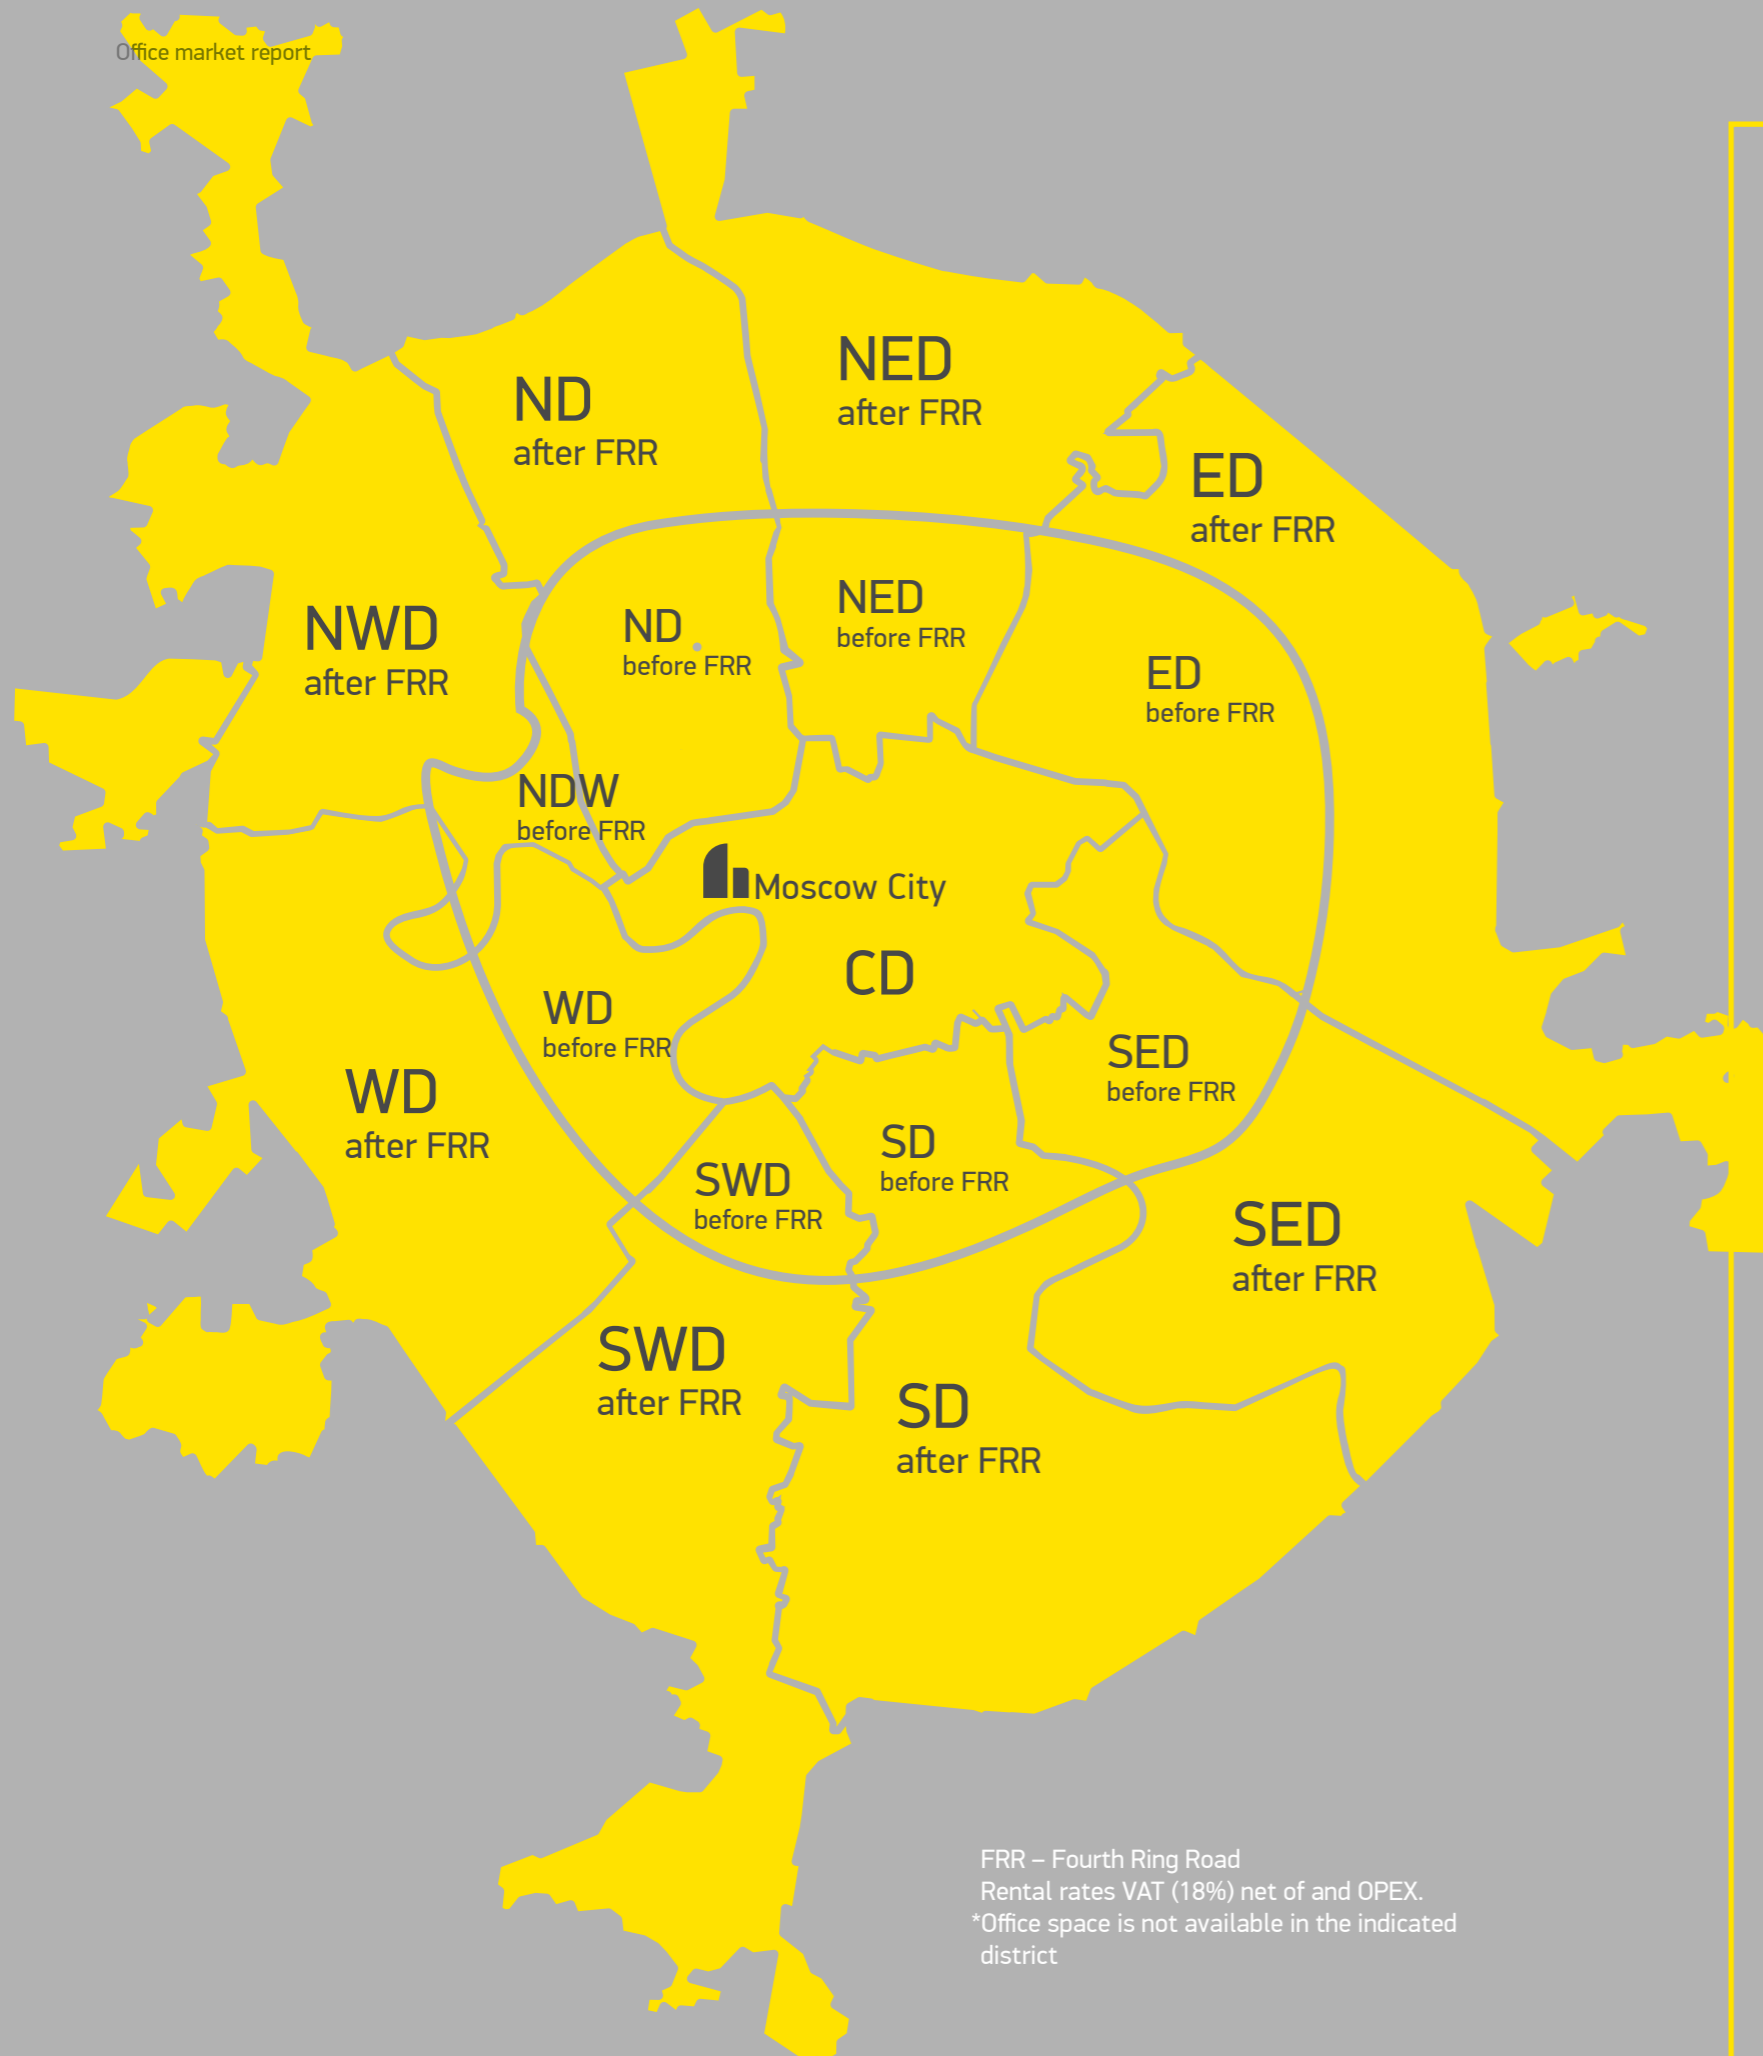 Office market report
NED
after FRR
ND
after FRR
ED
after FRR
NED
before FRR
ND
before FRR
NWD
after FRR
ED
before FRR
NDW
before FRR
Moscow City
CD
WD
before FRR
SED
before FRR
WD
after FRR
SD
before FRR
SWD
before FRR
SED
after FRR
SWD
after FRR
SD
after FRR
FRR – Fourth Ring Road
Rental rates VAT (18%) net of and OPEX.
*Office space is not available in the indicated
district